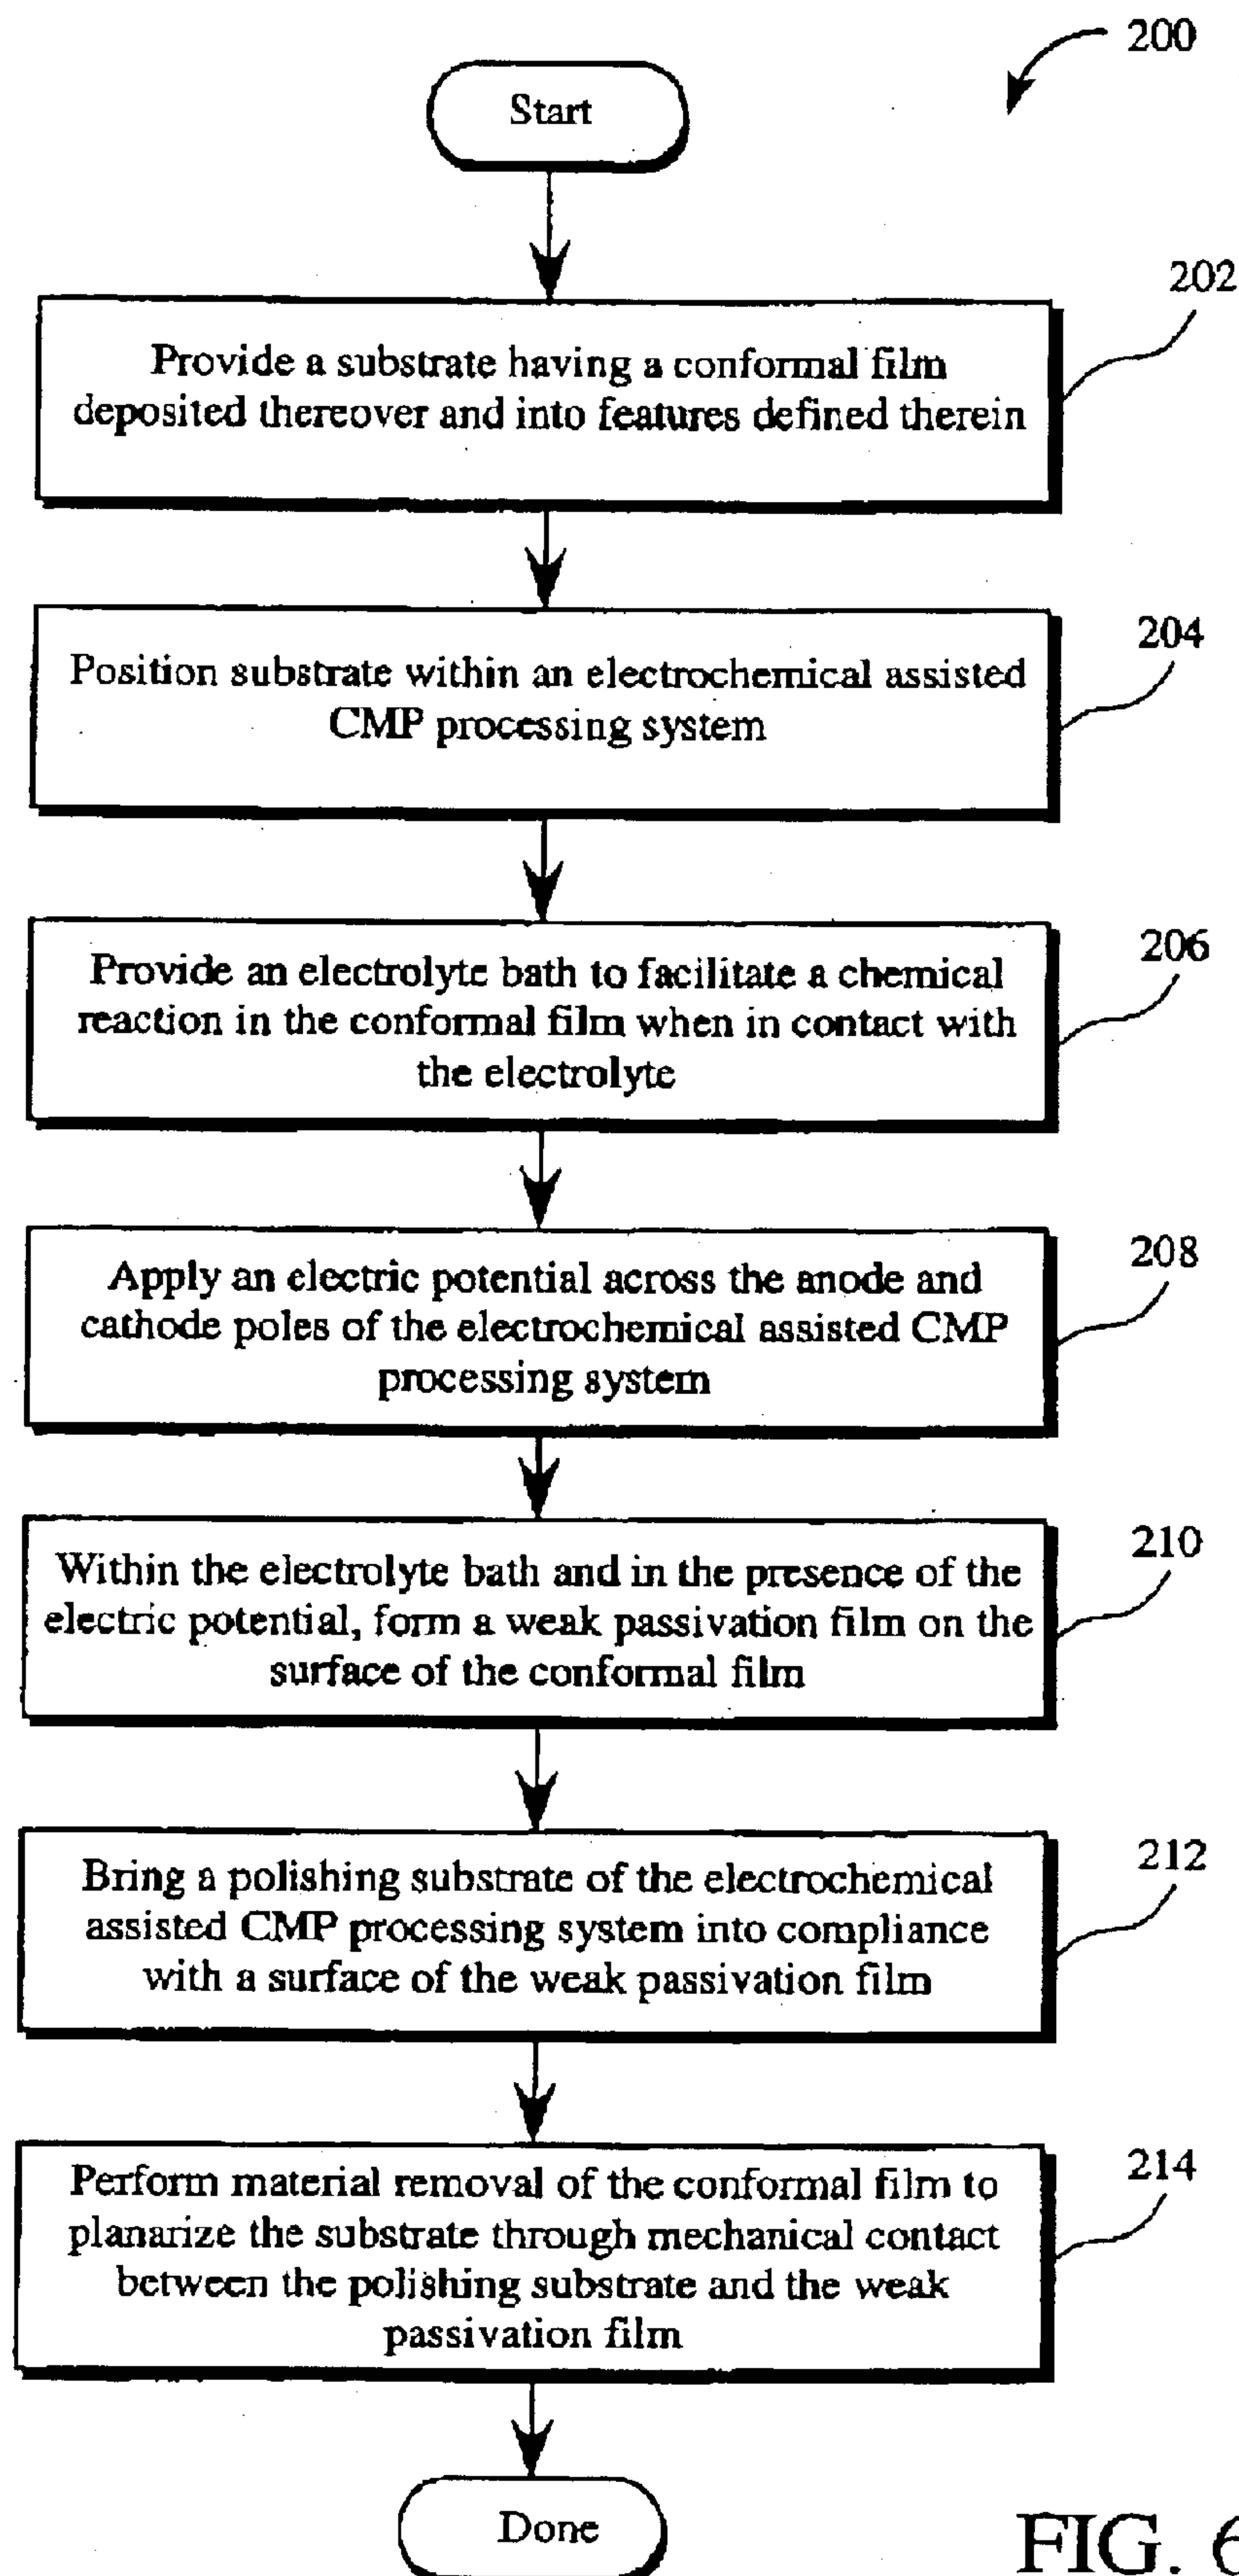 200
Start
202
Provide a substrate having a conformal film
deposited thereover and into features defined therein
204
Position substrate within an electrochemical assisted
CMP processing system
206
Provide an electrolyte bath to facilitate a chemical
reaction in the conformal film when in contact with
the electrolyte
208
Apply an electric potential across the anode and
cathode poles of the electrochemical assisted CMP
processing system
210
Within the electrolyte bath and in the presence of the
electric potential, form a weak passivation film on the
surface of the conformal film
212
Bring a polishing substrate of the electrochemical
assisted CMP processing system into compliance
with a surface of the weak passivation film
214
Perform material removal of the conformal film to
planarize the substrate through mechanical contact
between the polishing substrate and the weak
passivation film
Done
FIG. 6